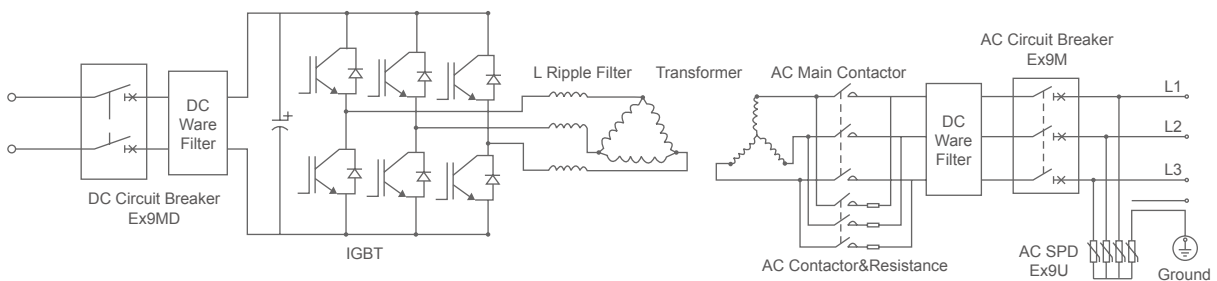 DC Circuit Breaker
Ex9MD
DC
Ware
Filter
IGBT
L Ripple Filter
Transformer
AC Main Contactor
AC Contactor&Resistance
DC
Ware
Filter
AC Circuit Breaker
Ex9M
L1
L2
L3
AC SPD
Ex9U
Ground